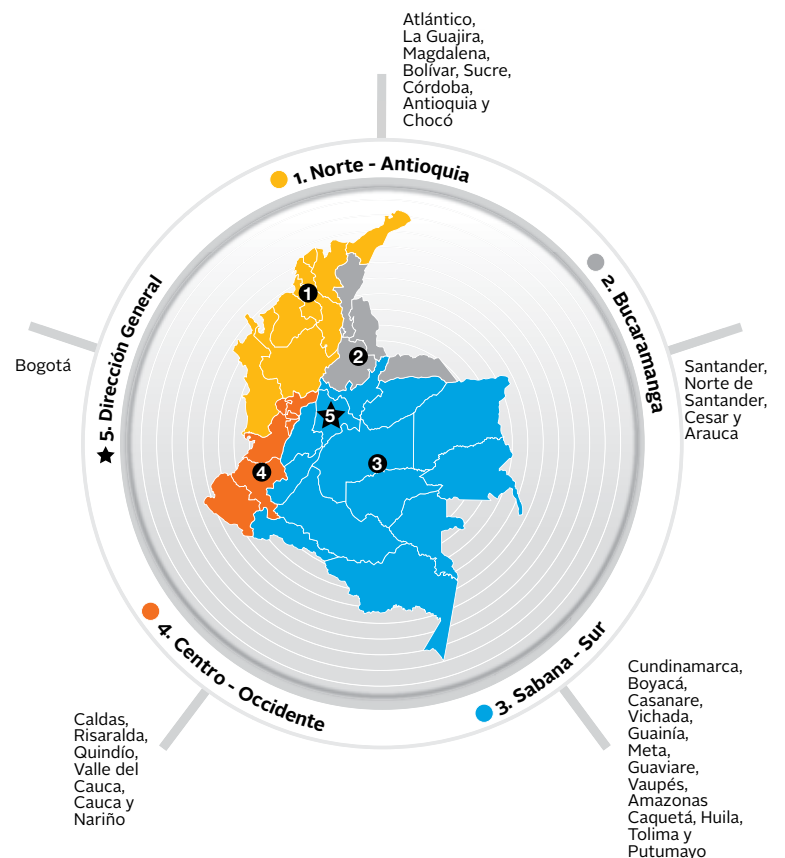 Atlántico,
La Guajira,
Magdalena,
Bolívar, Sucre,
Córdoba,
Antioquia y
Chocó
1. Norte - Antioquia
2. Bucaramanga
Santander,
Norte de
Santander,
Cesar y
Arauca
5. Dirección General
Bogotá
1
2
5
3
4
4. Centro - Occidente
Caldas,
Risaralda,
Quindío,
Valle del
Cauca,
Cauca y
Nariño
3. Sabana - Sur
Cundinamarca,
Boyacá,
Casanare,
Vichada,
Guainía,
Meta,
Guaviare,
Vaupés,
Amazonas
Caquetá, Huila,
Tolima y
Putumayo